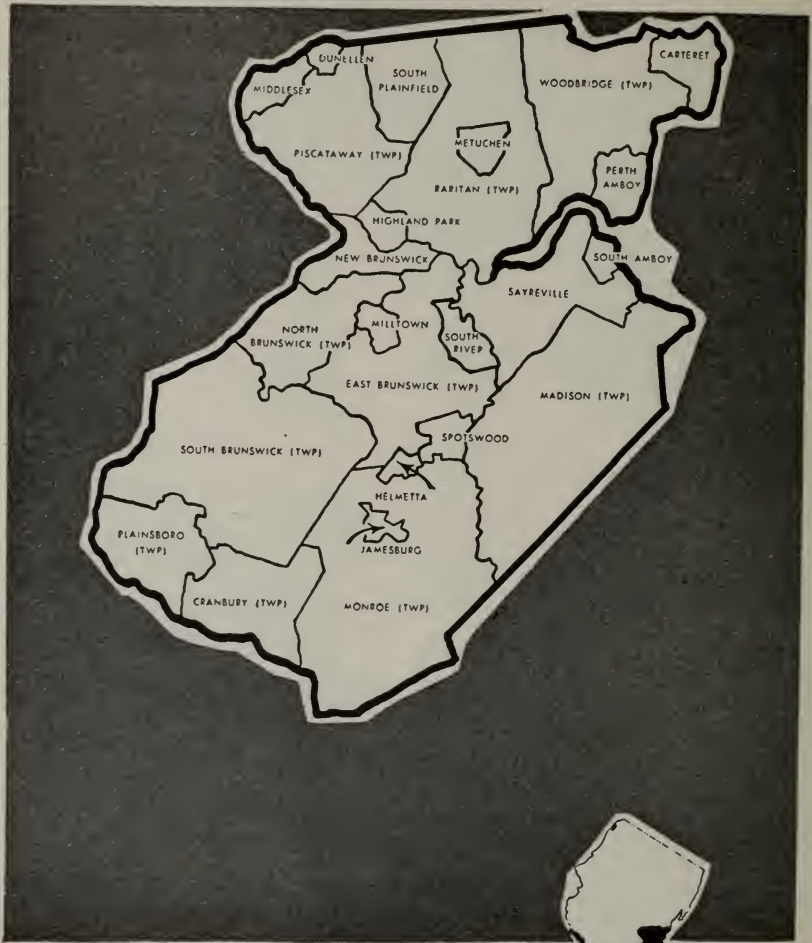 DUNELLEN
CARTERET
MIDDLESEX
SOUTH
PLAINFIELD
WOODBRIDGE (TWP)
METUCHEN
PISCATAWAY (TWP)
PERTH
AMBOY
RARITAN (TWP)
HIGHLAND PARK
NEW BRUNSWICK
SOUTH AMBOY
SAYREVILLE
NORTH
BRUNSWICK (TWP)
MILLTOWN
SOUTH
RIVER
EAST BRUNSWICK (TWP)
MADISON (TWP)
SPOTSWOOD
SOUTH BRUNSWICK (TWP)
HELMETTA
PLAINSBORO
(TWP)
JAMESBURG
CRANBURY (TWP)
MONROE (TWP)